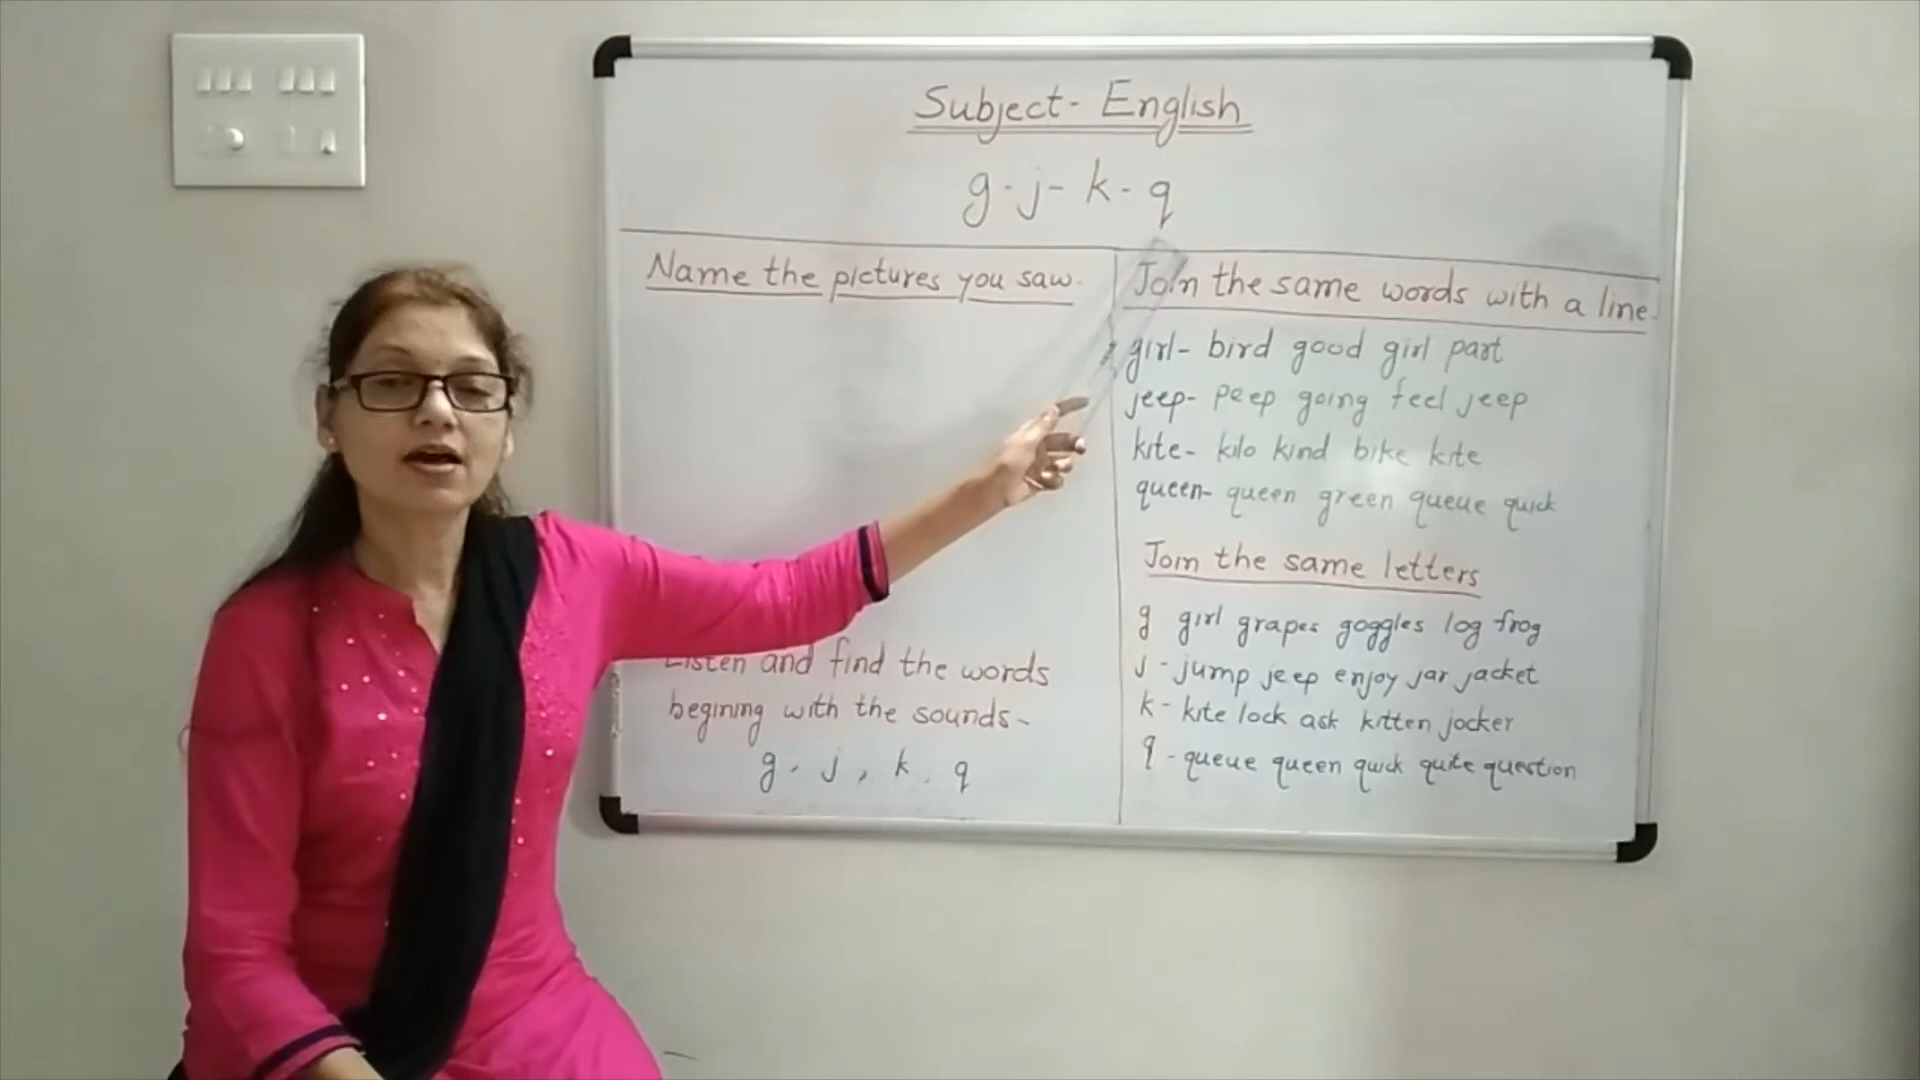 Subject- English
g-j-k-q
Name the pictures you saw.
Listen and find the words
begining with the sounds-
g, j, k, q
Join the same words with a line.
girl- bird good girl part
jeep- peep going feel jeep
kite- kilo kind bike kite
queen- queen green queue quick
Join the same letters
g girl grapes goggles log frog
j - jump jeep enjoy jar jacket
k - kite lock ask kitten jocker
q - queue queen quick quite question